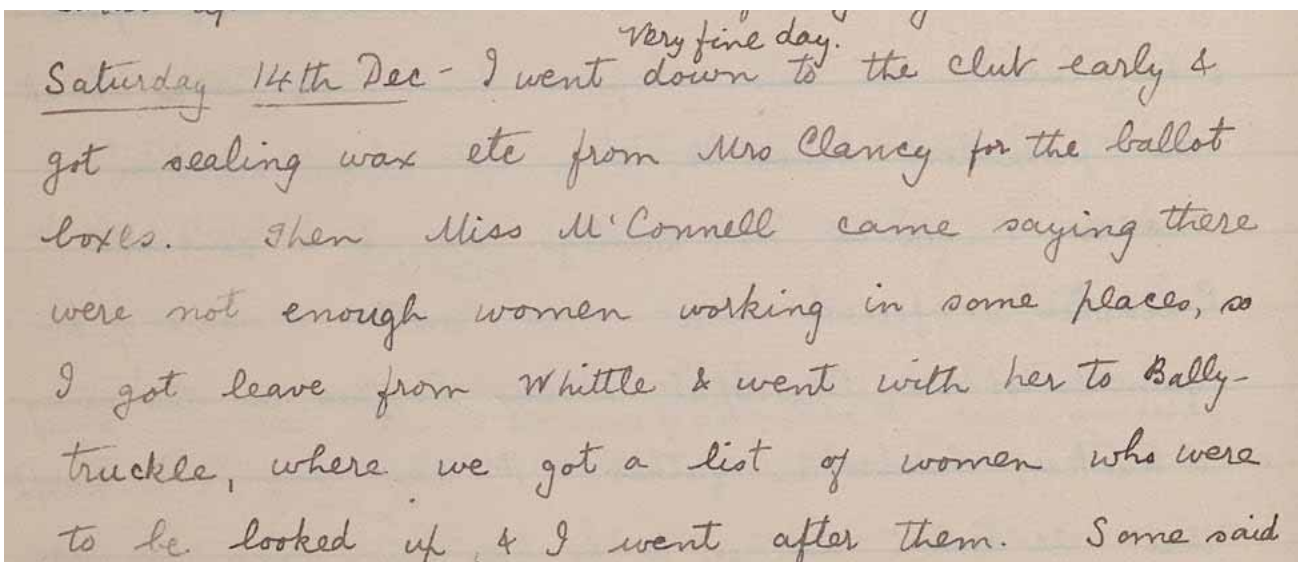 Very fine day.
Saturday 14th Dec - I went down to the club early &
got sealing wax etc from Mrs Clancy for the ballot
boxes. Then Miss M'Connell came saying there
were not enough women working in some places, so
I got leave from Whittle & went with her to Bally-
truckle, where we got a list of women who were
to be looked up & I went after them. Some said